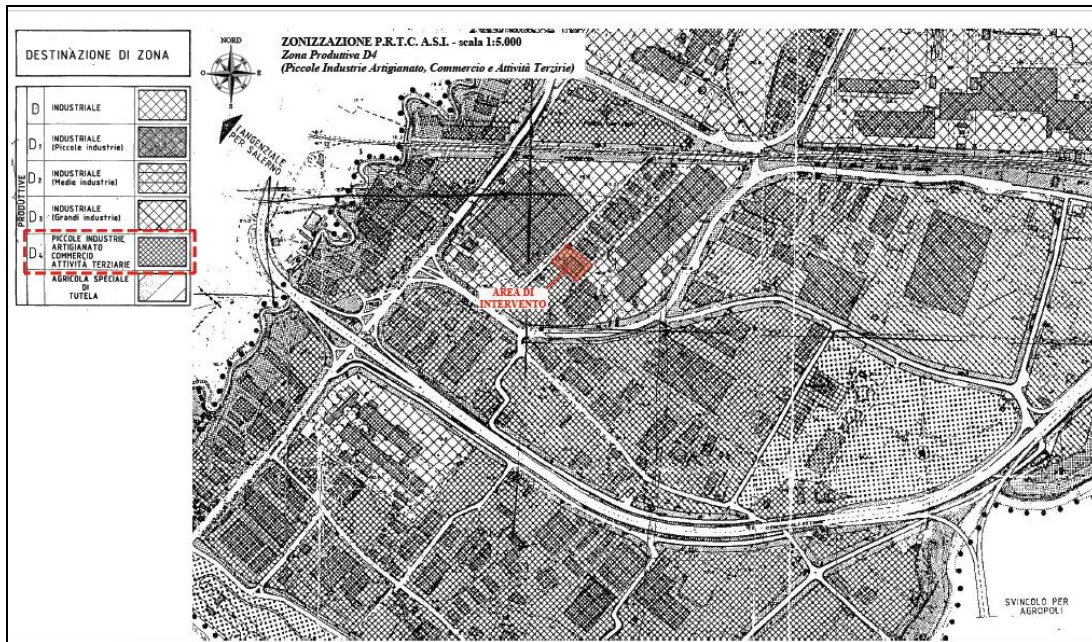 DESTINAZIONE DI ZONA
PRODUTTIVE
D INDUSTRIALE
D1 INDUSTRIALE
(Piccole industrie)
D2 INDUSTRIALE
(Medie industrie)
D3 INDUSTRIALE
(Grandi industrie)
D4 PICCOLE INDUSTRIE
ARTIGIANATO
COMMERCIO
ATTIVITÀ TERZIARIE
AGRICOLA SPECIALE
DI
TUTELA
NORD
O
E
S
ZONIZZAZIONE P.R.T.C. A.S.I. - scala 1:5.000
Zona Produttiva D4
(Piccole Industrie Artigianato, Commercio e Attività Terzirie)
TANGENZIALE
PER SALERNO
AREA DI
INTERVENTO
SVINCOLO PER
AGROPOLI